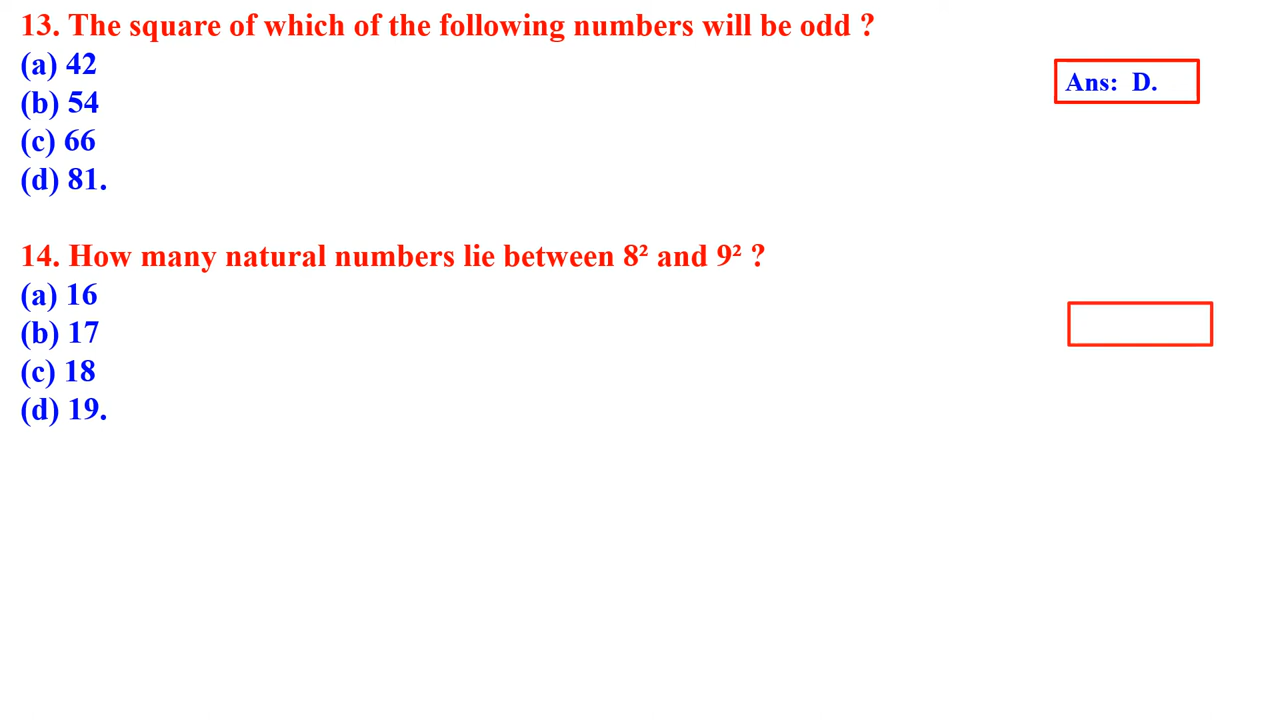 13. The square of which of the following numbers will be odd ?
(a) 42
Ans: D.
(b) 54
(c) 66
(d) 81.
14. How many natural numbers lie between 8² and 9² ?
(a) 16
(b) 17
(c) 18
(d) 19.